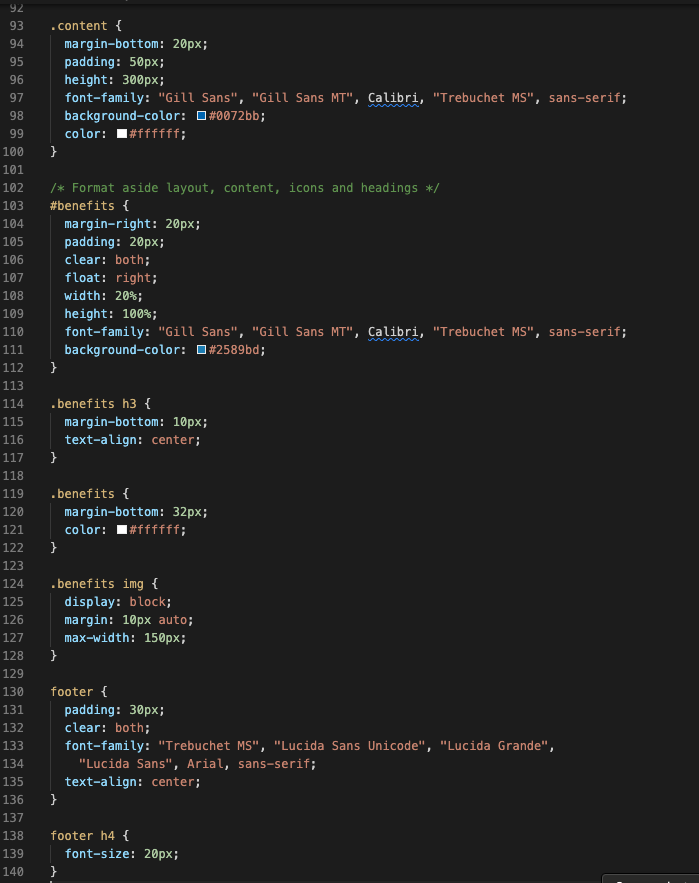 92
93 .content {
94 margin-bottom: 20px;
95 padding: 50px;
96 height: 300px;
97 font-family: "Gill Sans", "Gill Sans MT", Calibri, "Trebuchet MS", sans-serif;
98 background-color: #0072bb;
99 color: #ffffff;
100 }
101
102 /* Format aside layout, content, icons and headings */
103 #benefits {
104 margin-right: 20px;
105 padding: 20px;
106 clear: both;
107 float: right;
108 width: 20%;
109 height: 100%;
110 font-family: "Gill Sans", "Gill Sans MT", Calibri, "Trebuchet MS", sans-serif;
111 background-color: #2589bd;
112 }
113
114 .benefits h3 {
115 margin-bottom: 10px;
116 text-align: center;
117 }
118
119 .benefits {
120 margin-bottom: 32px;
121 color: #ffffff;
122 }
123
124 .benefits img {
125 display: block;
126 margin: 10px auto;
127 max-width: 150px;
128 }
129
130 footer {
131 padding: 30px;
132 clear: both;
133 font-family: "Trebuchet MS", "Lucida Sans Unicode", "Lucida Grande",
134 "Lucida Sans", Arial, sans-serif;
135 text-align: center;
136 }
137
138 footer h4 {
139 font-size: 20px;
140 }